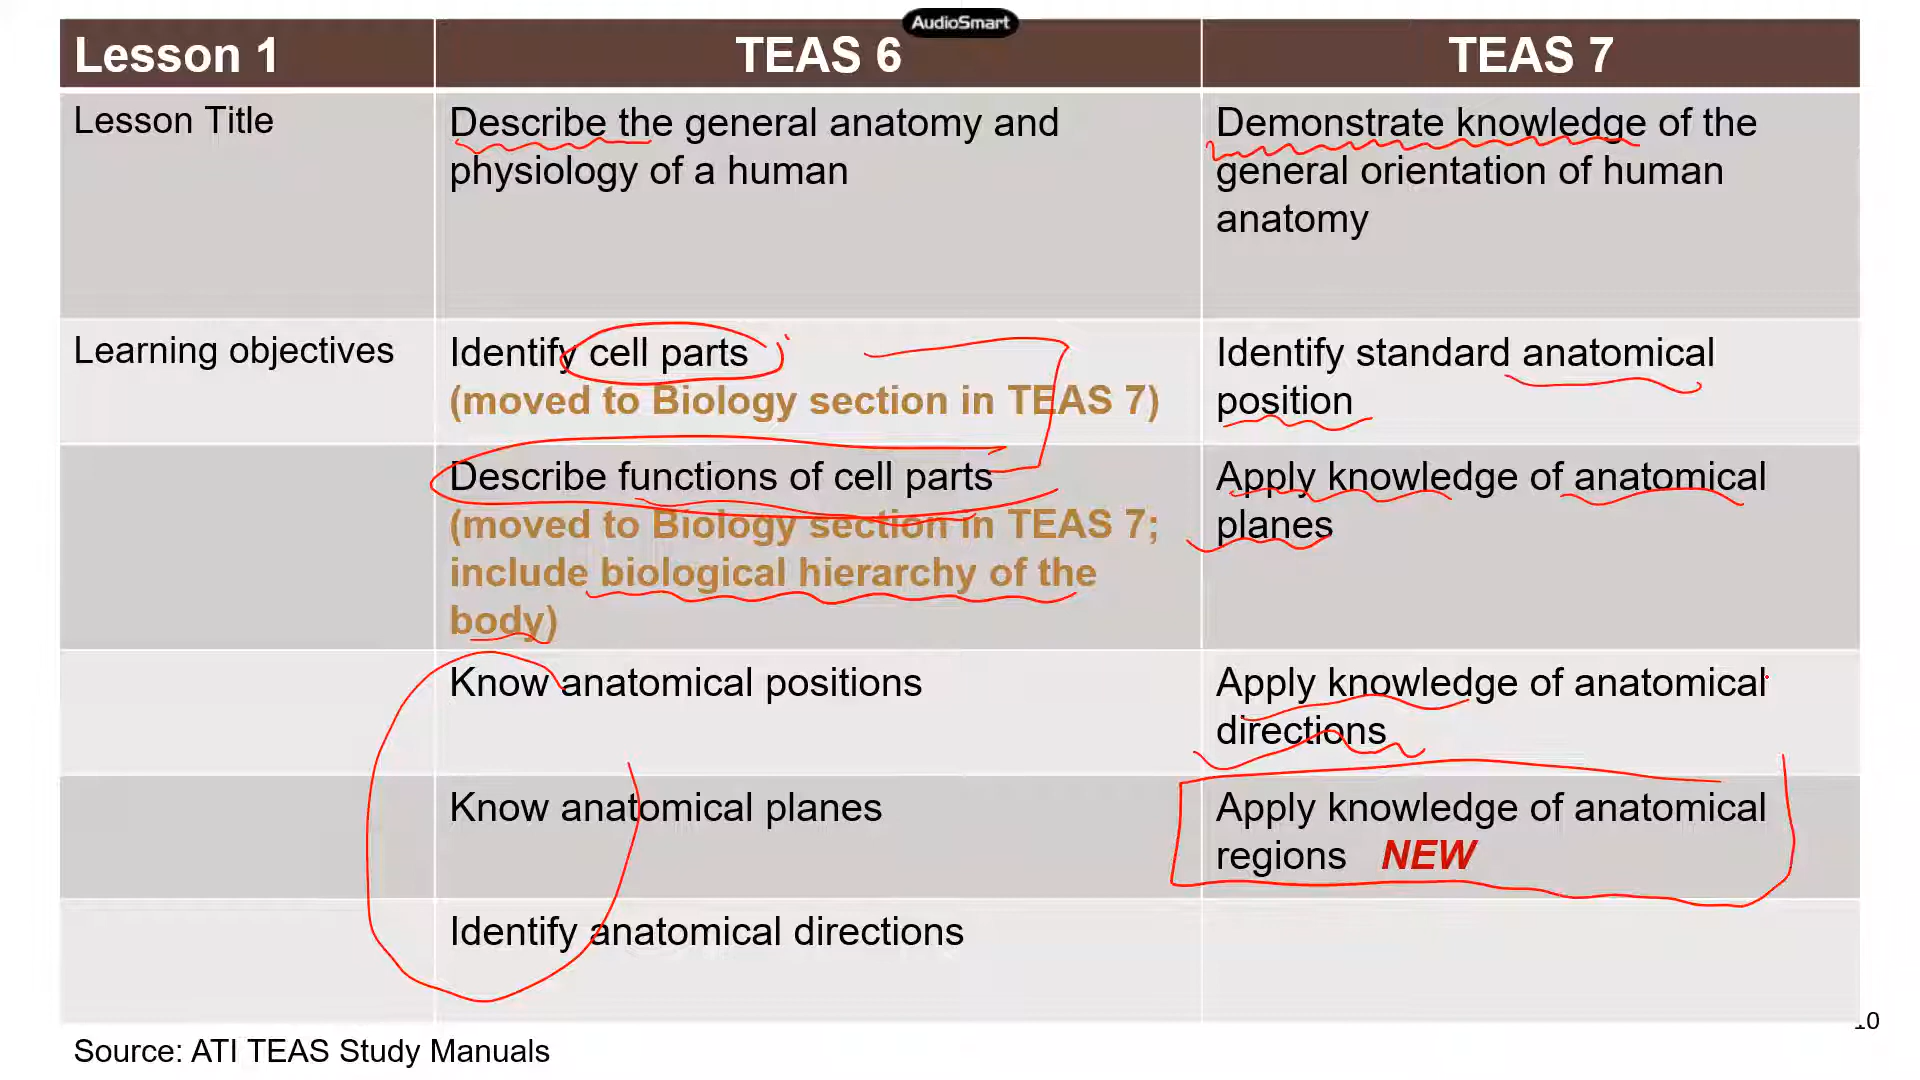 AudioSmart
Lesson 1
TEAS 6
TEAS 7
Lesson Title
Describe the general anatomy and
physiology of a human
Demonstrate knowledge of the
general orientation of human
anatomy
Learning objectives
Identify cell parts
(moved to Biology section in TEAS 7)
Identify standard anatomical
position
Describe functions of cell parts
(moved to Biology section in TEAS 7;
include biological hierarchy of the
body)
Apply knowledge of anatomical
planes
Know anatomical positions
Apply knowledge of anatomical
directions
Know anatomical planes
Apply knowledge of anatomical
regions NEW
Identify anatomical directions
10
Source: ATI TEAS Study Manuals